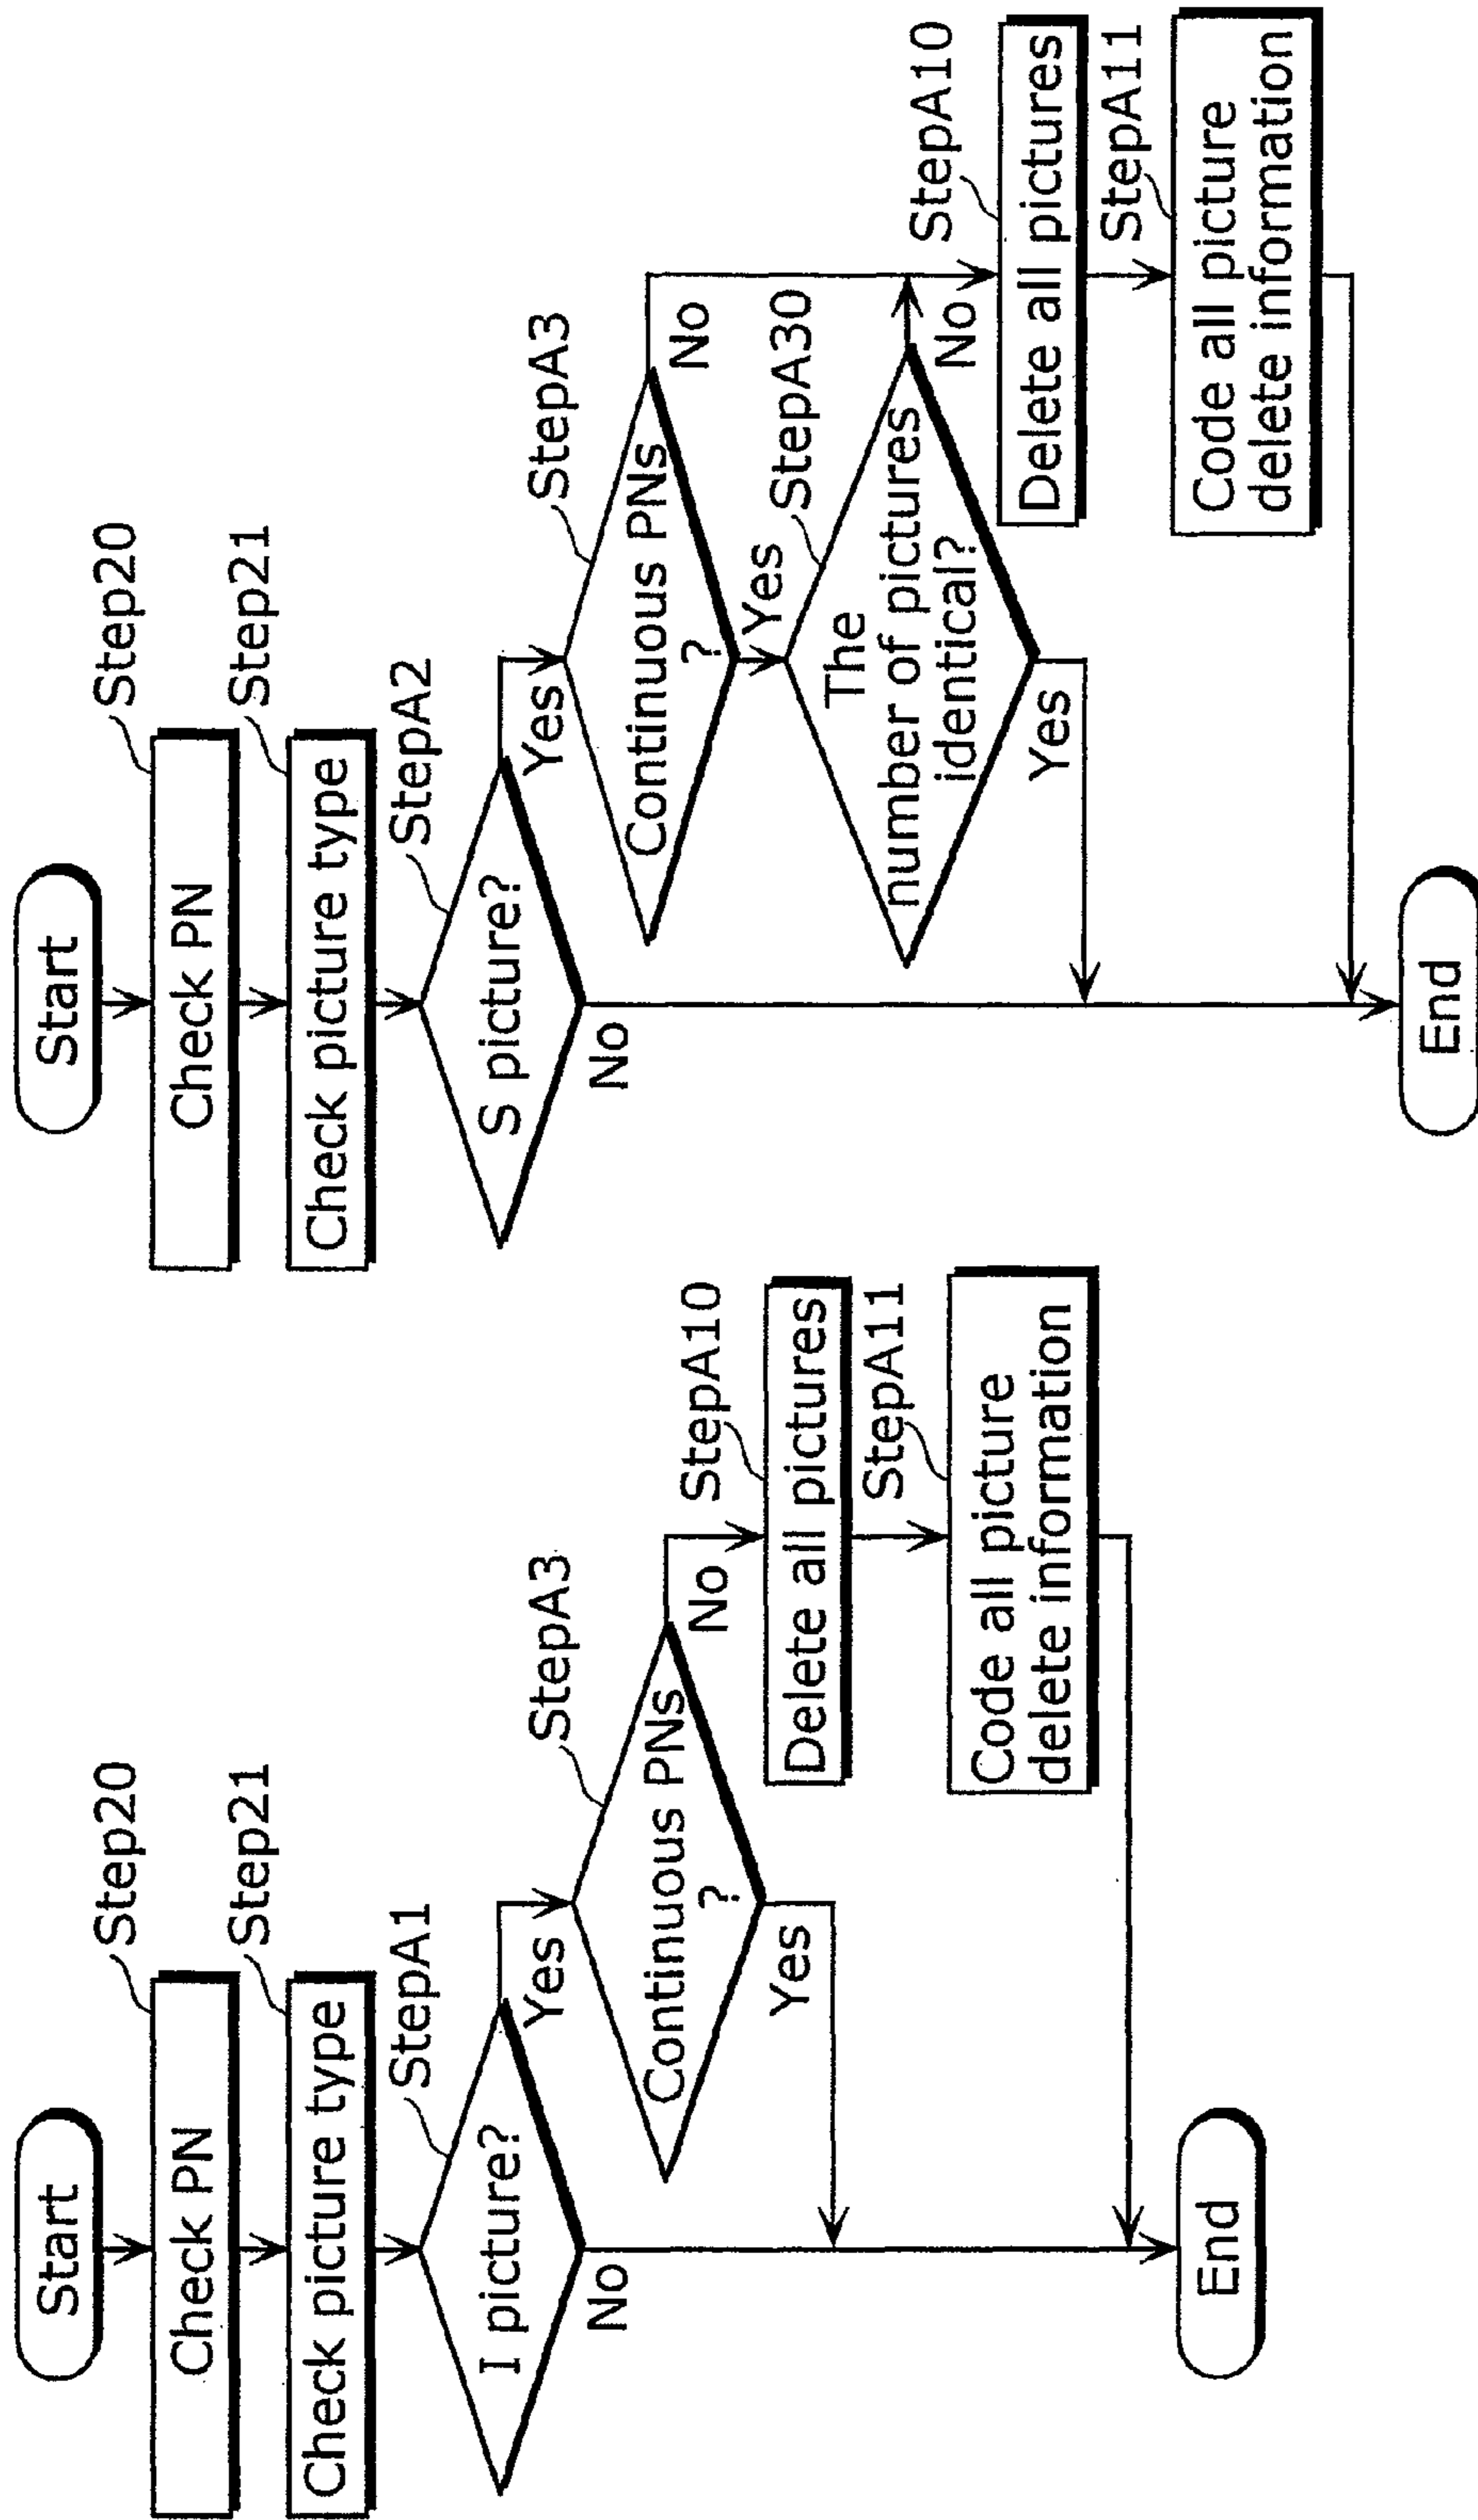 Start
Step20
Check PN
Step21
Check picture type
StepA1
I picture?
Yes
No
StepA3
Continuous PNs
?
No
Yes
StepA10
Delete all pictures
StepA11
Code all picture
delete information
End
Start
Step20
Check PN
Step21
Check picture type
StepA2
S picture?
Yes
No
StepA3
Continuous PNs
?
No
Yes
StepA30
The
number of pictures
identical?
No
Yes
StepA10
Delete all pictures
StepA11
Code all picture
delete information
End